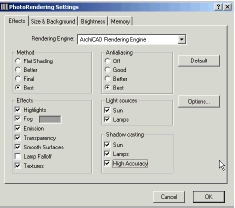 PhotoRendering Settings
Effects Size & Background Brightness Memory
Rendering Engine: ArchiCAD Rendering Engine
Method
Flat Shading
Better
Final
Best
Antialiasing
Off
Good
Better
Best
Default
Effects
Highlights
Fog
Emission
Transparency
Smooth Surfaces
Lamp Falloff
Textures
Light sources
Sun
Lamps
Options...
Shadow casting
Sun
Lamps
High Accuracy
Cancel OK